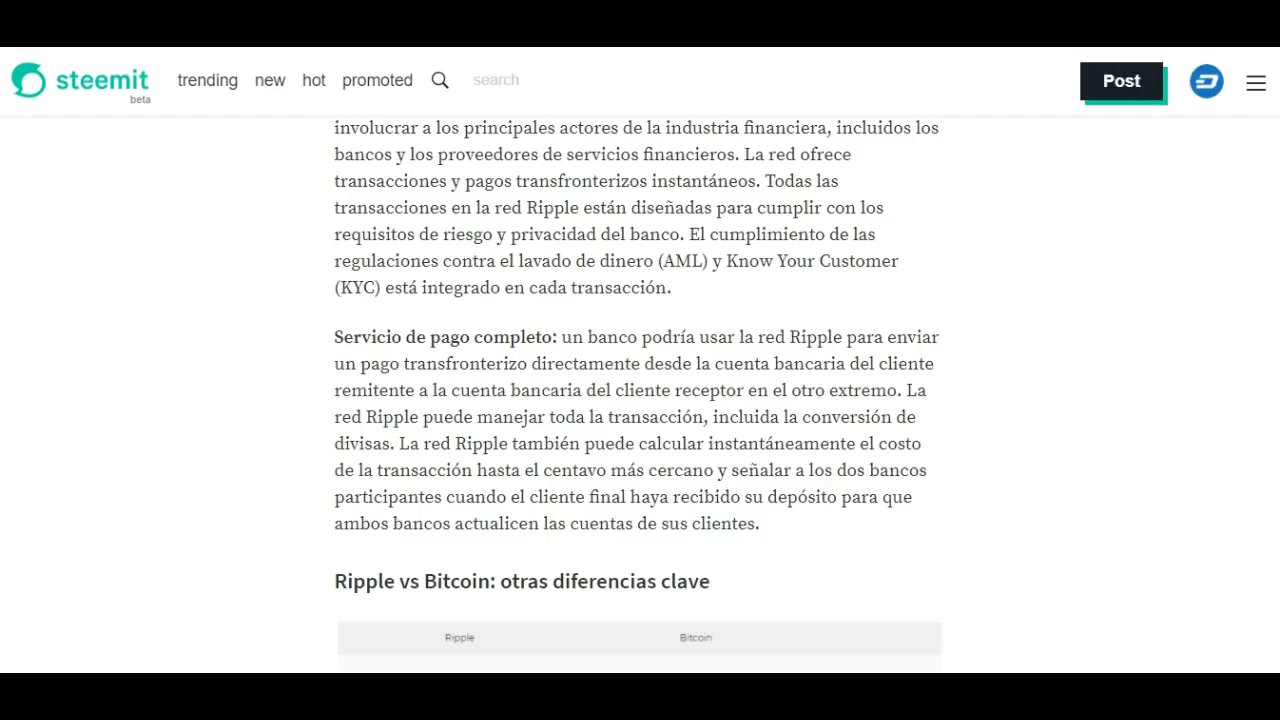 steemit
beta
trending new hot promoted search
Post
involucrar a los principales actores de la industria financiera, incluidos los
bancos y los proveedores de servicios financieros. La red ofrece
transacciones y pagos transfronterizos instantáneos. Todas las
transacciones en la red Ripple están diseñadas para cumplir con los
requisitos de riesgo y privacidad del banco. El cumplimiento de las
regulaciones contra el lavado de dinero (AML) y Know Your Customer
(KYC) está integrado en cada transacción.
Servicio de pago completo: un banco podría usar la red Ripple para enviar
un pago transfronterizo directamente desde la cuenta bancaria del cliente
remitente a la cuenta bancaria del cliente receptor en el otro extremo. La
red Ripple puede manejar toda la transacción, incluida la conversión de
divisas. La red Ripple también puede calcular instantáneamente el costo
de la transacción hasta el centavo más cercano y señalar a los dos bancos
participantes cuando el cliente final haya recibido su depósito para que
ambos bancos actualicen las cuentas de sus clientes.
Ripple vs Bitcoin: otras diferencias clave
Ripple Bitcoin